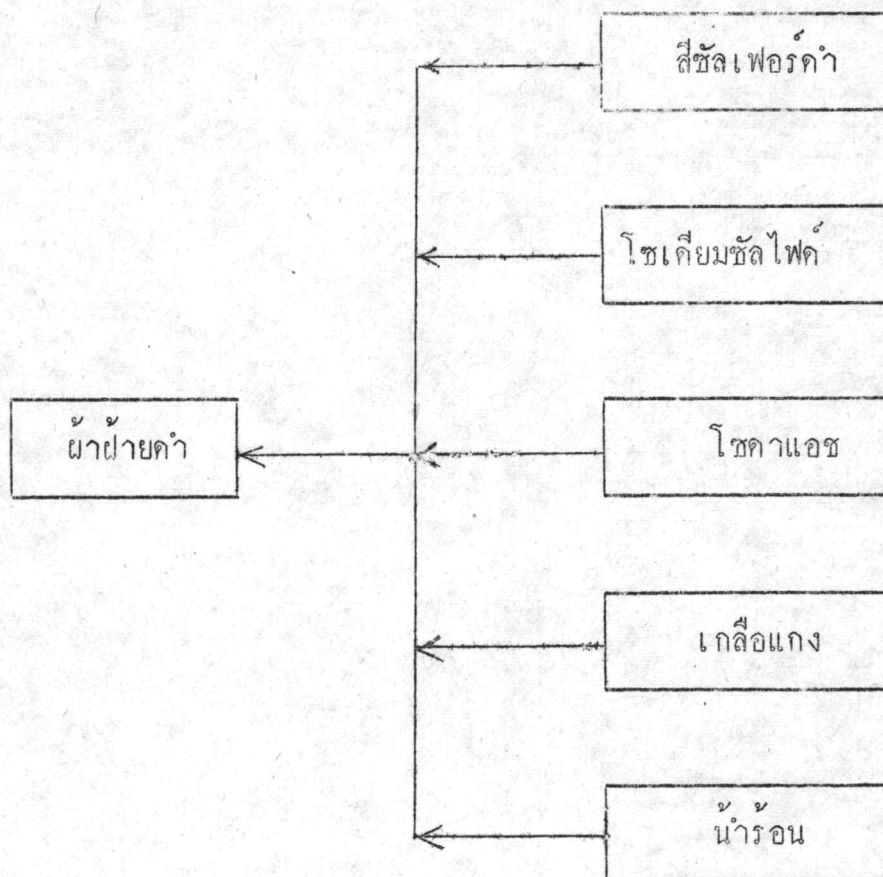 สีซัลเฟอร์ดำ
โซเดียมซัลไฟด์
ผ้าฝ้ายดำ
โซดาแอช
เกลือแกง
น้ำร้อน